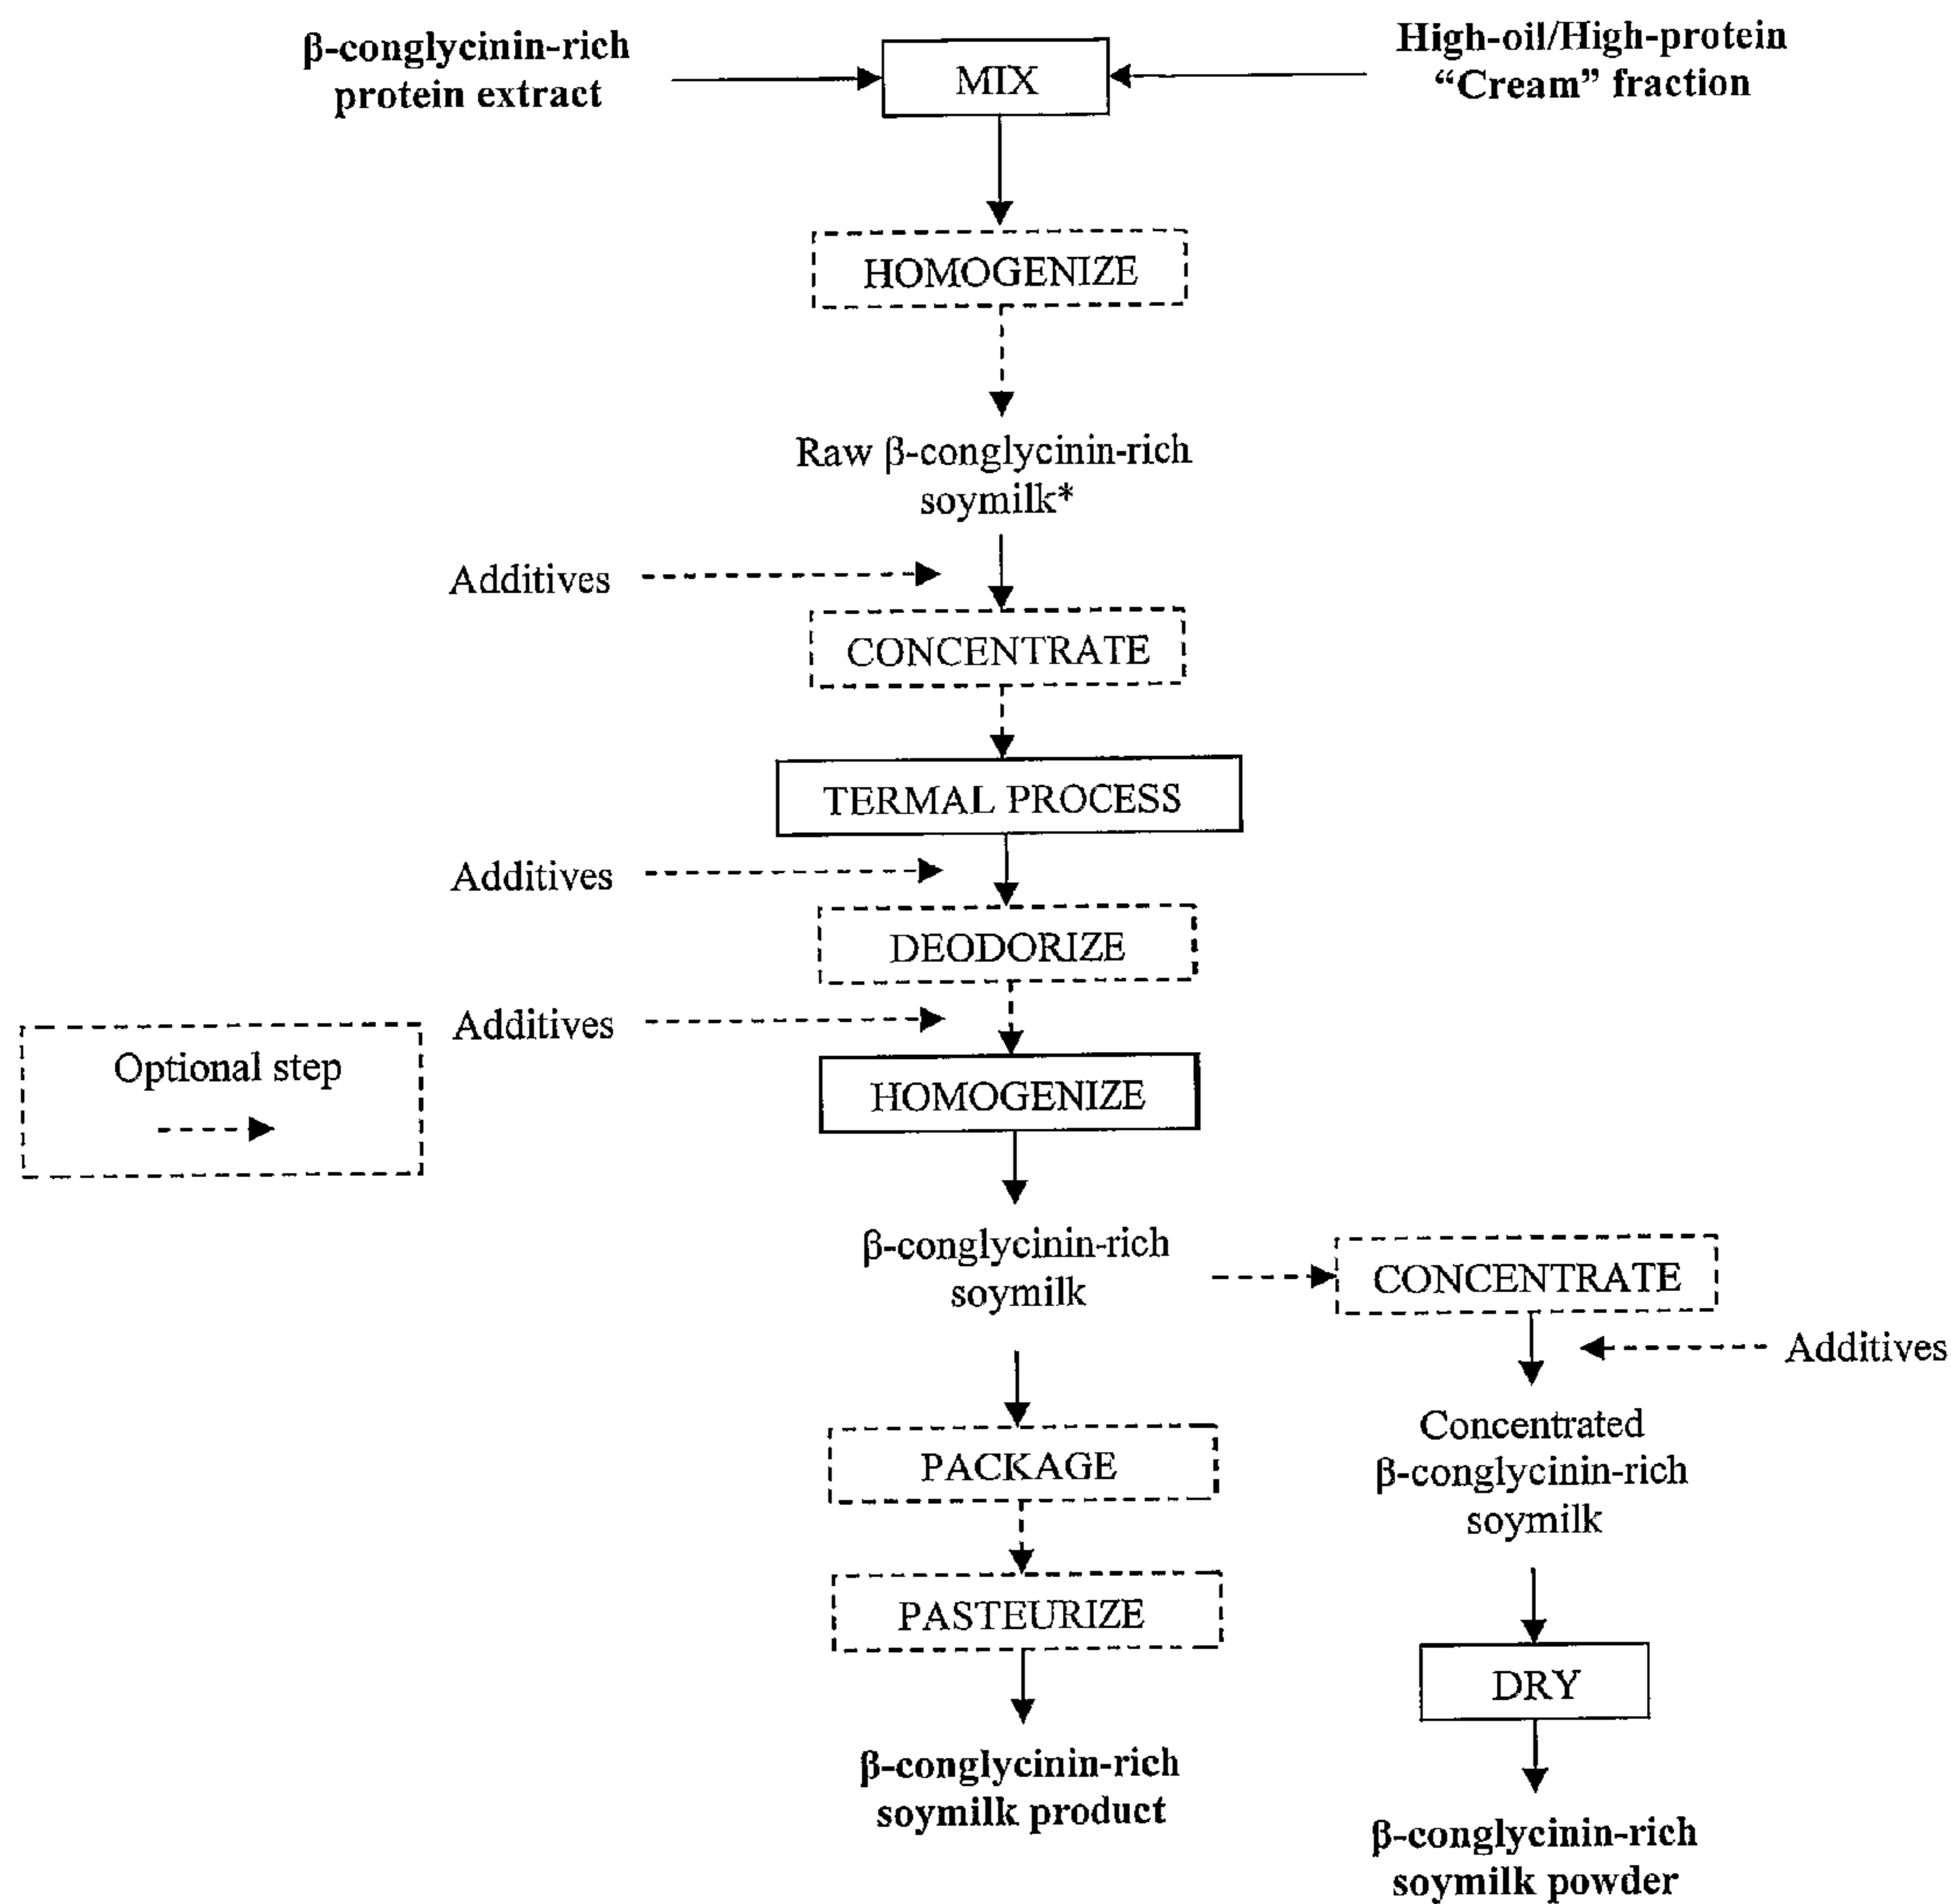 β-conglycinin-rich
protein extract
MIX
High-oil/High-protein
“Cream” fraction
HOMOGENIZE
Raw β-conglycinin-rich
soymilk*
Additives
CONCENTRATE
TERMAL PROCESS
Additives
DEODORIZE
Additives
Optional step
HOMOGENIZE
β-conglycinin-rich
soymilk
CONCENTRATE
Additives
Concentrated
β-conglycinin-rich
soymilk
PACKAGE
PASTEURIZE
DRY
β-conglycinin-rich
soymilk product
β-conglycinin-rich
soymilk powder